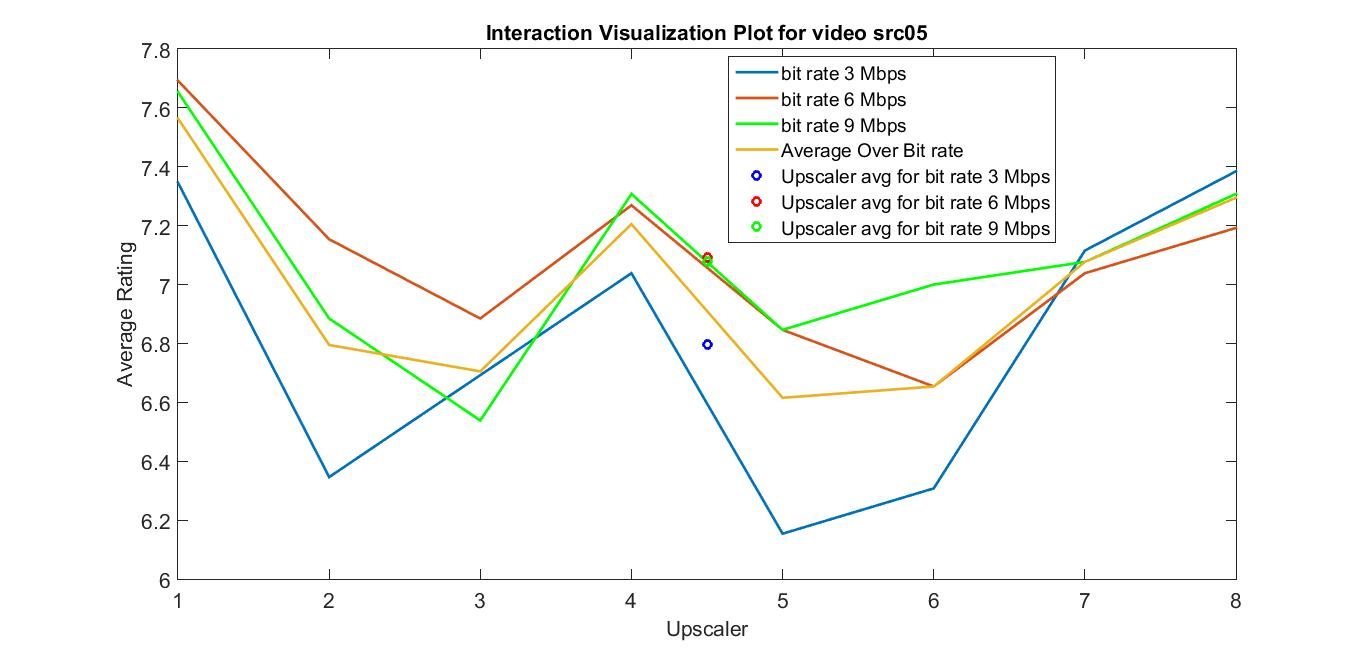 Interaction Visualization Plot for video src05
7.8
7.6
7.4
7.2
7
6.8
6.6
6.4
6.2
6
Average Rating
bit rate 3 Mbps
bit rate 6 Mbps
bit rate 9 Mbps
Average Over Bit rate
Upscaler avg for bit rate 3 Mbps
Upscaler avg for bit rate 6 Mbps
Upscaler avg for bit rate 9 Mbps
1 2 3 4 5 6 7 8
Upscaler